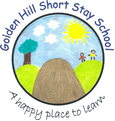 Golden Hill Short Stay School
A happy place to learn